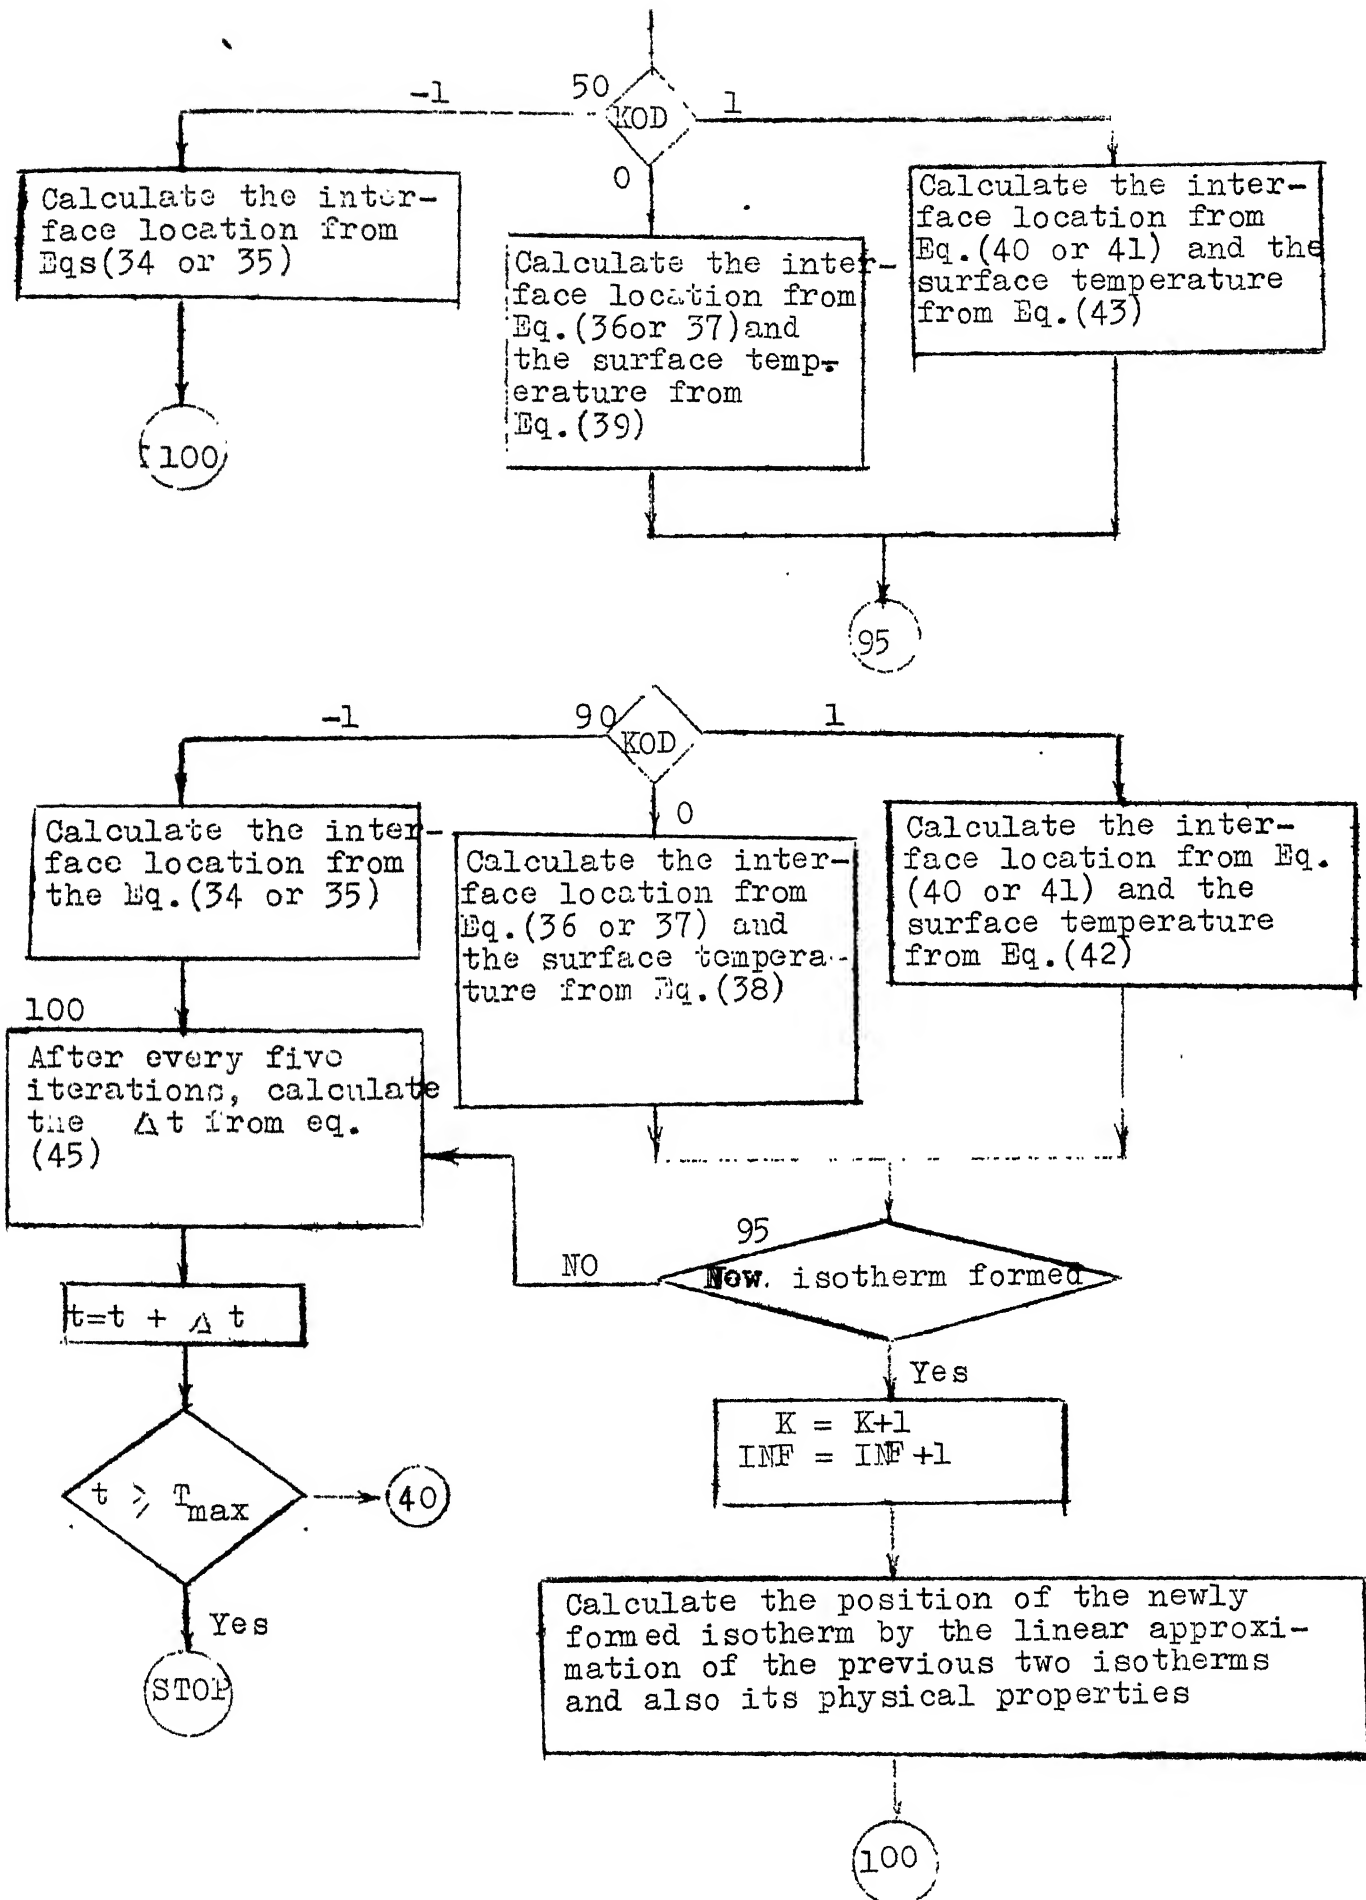 50
-1
KOD
1
0
Calculate the inter-
face location from
Eqs(34 or 35)
100
Calculate the inter-
face location from
Eq.(36or 37)and
the surface temp-
erature from
Eq.(39)
Calculate the inter-
face location from
Eq.(40 or 41) and the
surface temperature
from Eq.(43)
95
90
-1
KOD
1
0
Calculate the inter-
face location from
the Eq.(34 or 35)
Calculate the inter-
face location from
Eq.(36 or 37) and
the surface tempera-
ture from Eq.(38)
Calculate the inter-
face location from Eq.
(40 or 41) and the
surface temperature
from Eq.(42)
100
After every five
iterations, calculate
the Δt from eq.
(45)
95
New. isotherm formed
NO
Yes
t=t + Δ t
K = K+1
INF = INF+1
t ⩾ Tmax
40
Yes
STOP
Calculate the position of the newly
formed isotherm by the linear approxi-
mation of the previous two isotherms
and also its physical properties
100